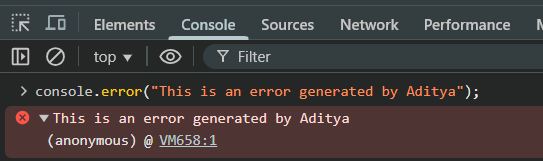 Elements Console Sources Network Performance
top Filter
console.error("This is an error generated by Aditya");
This is an error generated by Aditya
(anonymous) @ VM658:1